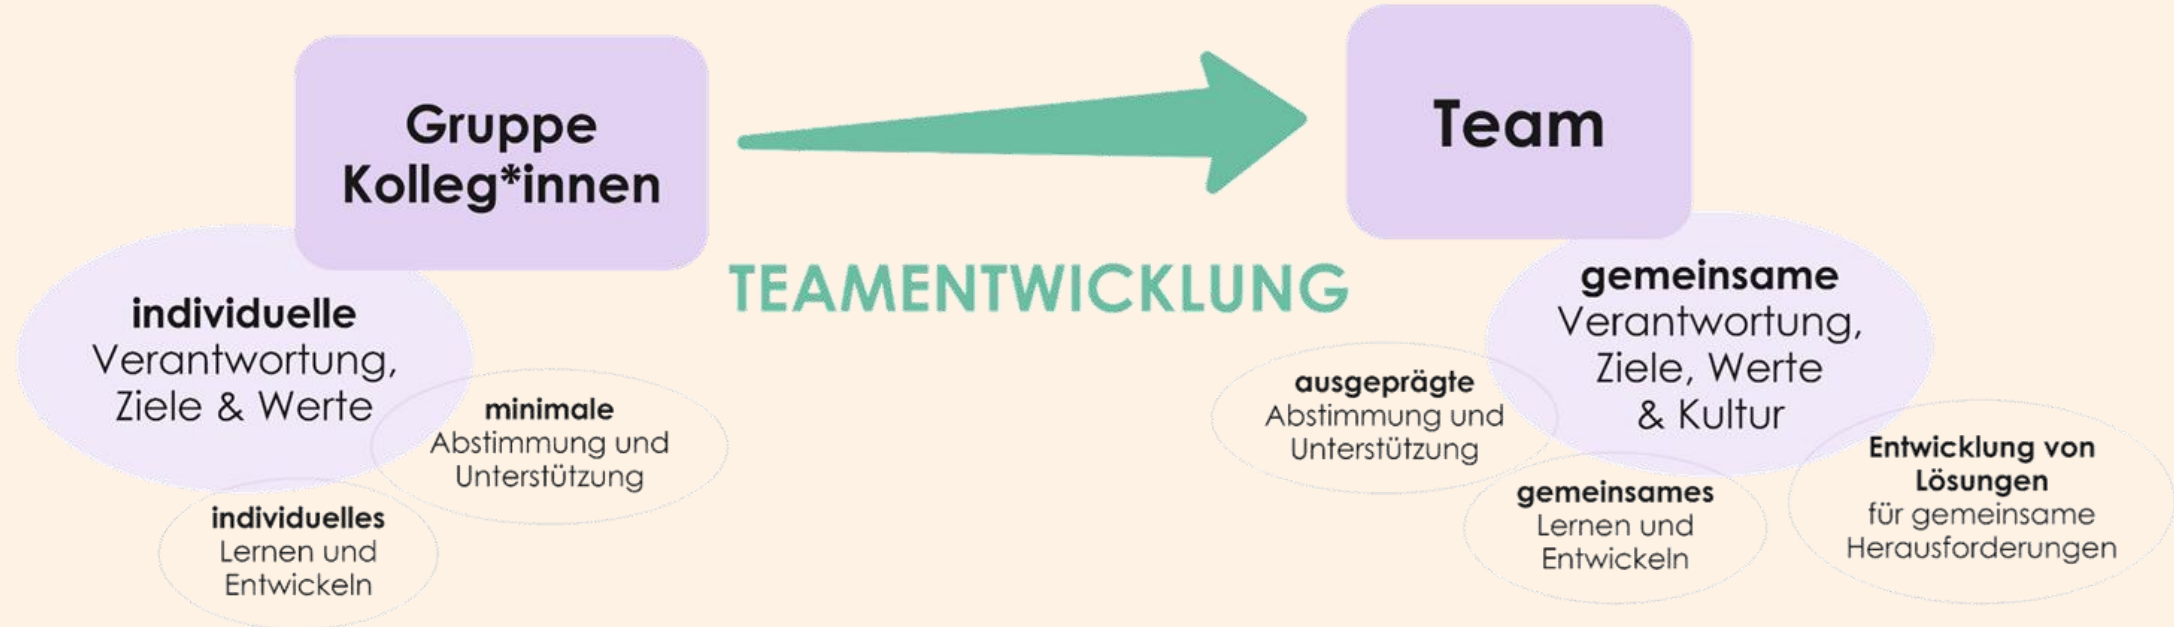 Gruppe
Kolleg*innen
individuelle
Verantwortung,
Ziele & Werte
minimale
Abstimmung und
Unterstützung
individuelles
Lernen und
Entwickeln
TEAMENTWICKLUNG
Team
gemeinsame
Verantwortung,
Ziele, Werte
& Kultur
ausgeprägte
Abstimmung und
Unterstützung
gemeinsames
Lernen und
Entwickeln
Entwicklung von
Lösungen
für gemeinsame
Herausforderungen